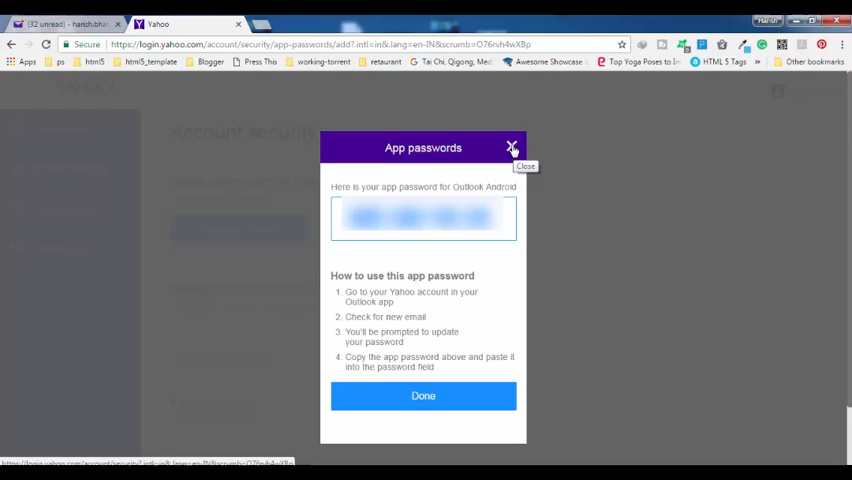 (32 unread) - harish.bha
Yahoo
Harish
Secure
https://login.yahoo.com/account/security/app-passwords/add?.intl=in&.lang=en-IN&scrumb=O76rvh4wXBp
Apps
ps
html5
html5_template
Blogger
Press This
working-torrent
retaurant
Tai Chi, Qigong, Med
Awesome Showcase
Top Yoga Poses to Im
HTML 5 Tags
»
Other bookmarks
Account security
App passwords
Close
Here is your app password for Outlook Android
How to use this app password
1. Go to your Yahoo account in your
Outlook app
2. Check for new email
3. You'll be prompted to update
your password
4. Copy the app password above and paste it
into the password field
Done